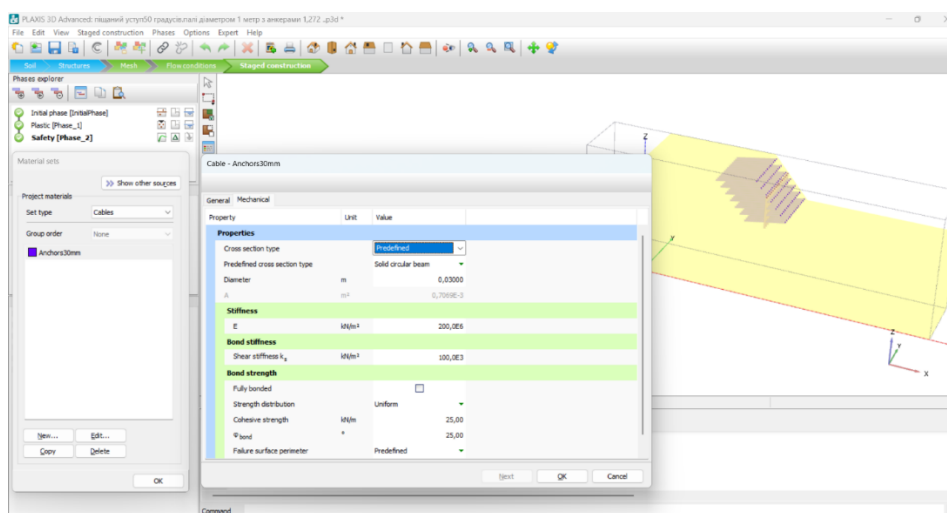 PLAXIS 3D Advanced: піщаний уступ50 градусів.палі діаметром 1 метр з анкерами 1,272 ..p3d *
File Edit View Staged construction Phases Options Expert Help
Soil Structures Mesh Flow conditions Staged construction
Phases explorer
Initial phase [InitialPhase]
Plastic [Phase_1]
Safety [Phase_2]
Material sets
Show other sources
Project materials
Set type Cables
Group order None
Anchors30mm
New... Edit...
Copy Delete
OK
Cable - Anchors30mm
General Mechanical
Property Unit Value
Properties
Cross section type Predefined
Predefined cross section type Solid circular beam
Diameter m 0,03000
A m² 0,7069E-3
Stiffness
E kN/m² 200,0E6
Bond stiffness
Shear stiffness ks kN/m² 100,0E3
Bond strength
Fully bonded
Strength distribution Uniform
Cohesive strength kN/m 25,00
φ bond ° 25,00
Failure surface perimeter Predefined
Next OK Cancel
Command
z
y
z
y
x